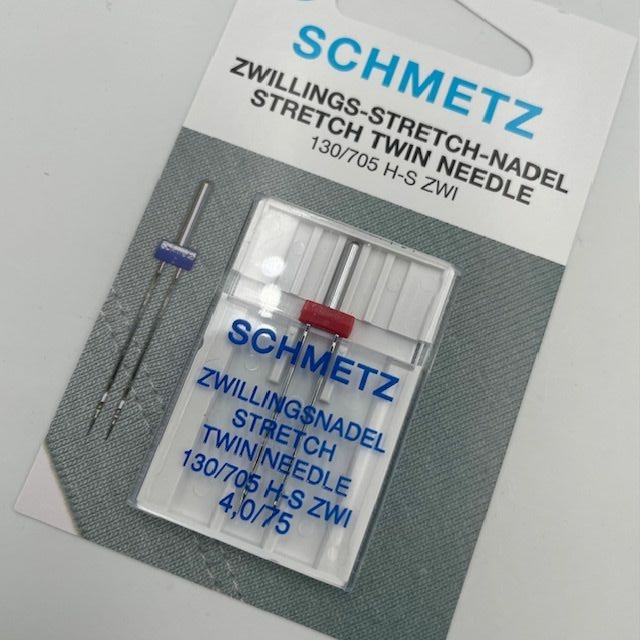 SCHMETZ
ZWILLINGS-STRETCH-NADEL
STRETCH TWIN NEEDLE
130/705 H-S ZWI
SCHMETZ
ZWILLINGSNADEL
STRETCH
TWIN NEEDLE
130/705 H-S ZWI
4,0/75